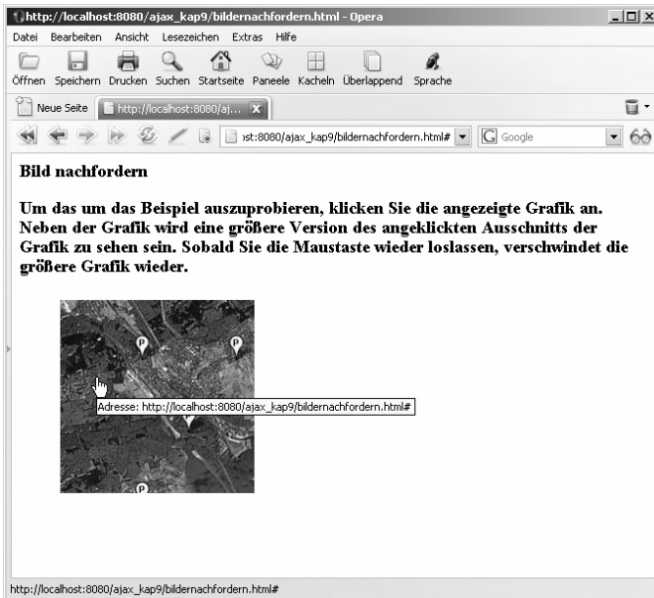 http://localhost:8080/ajax_kap9/bildernachfordern.html - Opera
Datei Bearbeiten Ansicht Lesezeichen Extras Hilfe
Öffnen Speichern Drucken Suchen Startseite Paneele Kacheln Überlappend Sprache
Neue Seite http://localhost:8080/aj...
ost:8080/ajax_kap9/bildernachfordern.html# G Google
Bild nachfordern
Um das um das Beispiel auszuprobieren, klicken Sie die angezeigte Grafik an.
Neben der Grafik wird eine größere Version des angeklickten Ausschnitts der
Grafik zu sehen sein. Sobald Sie die Maustaste wieder loslassen, verschwindet die
größere Grafik wieder.
P P
Adresse: http://localhost:8080/ajax_kap9/bildernachfordern.html#
P
http://localhost:8080/ajax_kap9/bildernachfordern.html#